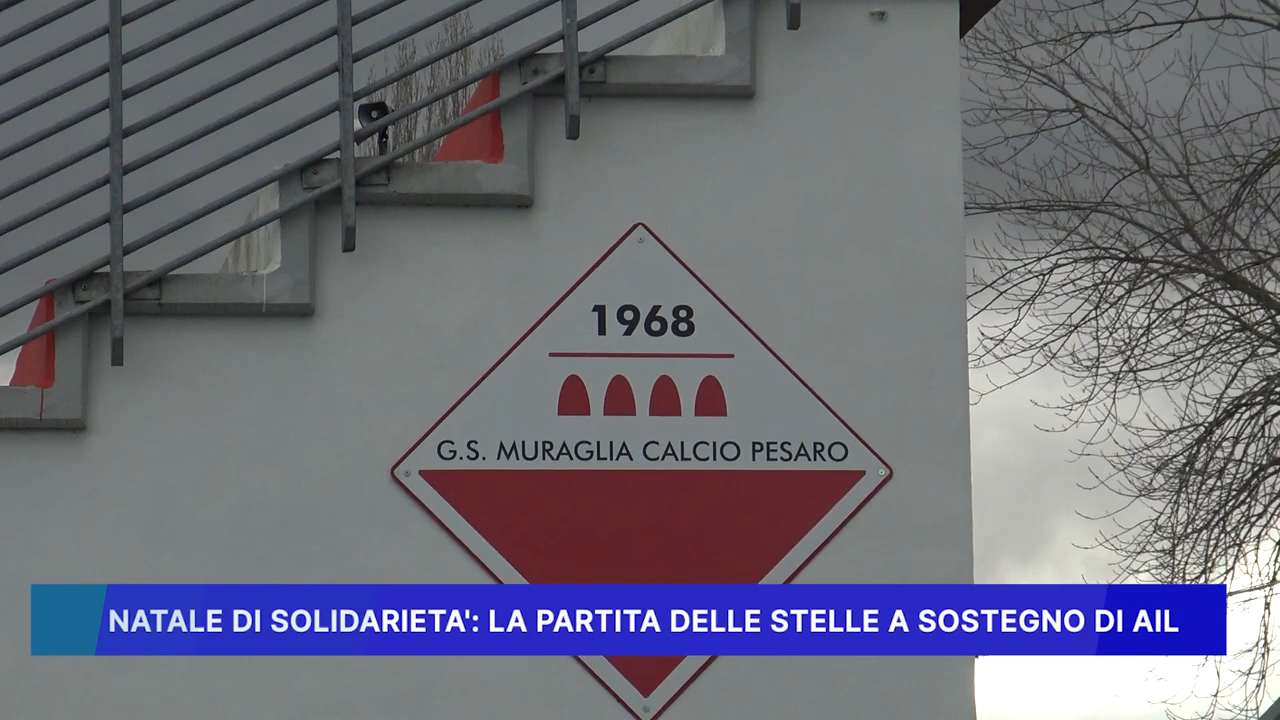 1968
G.S. MURAGLIA CALCIO PESARO
NATALE DI SOLIDARIETA': LA PARTITA DELLE STELLE A SOSTEGNO DI AIL